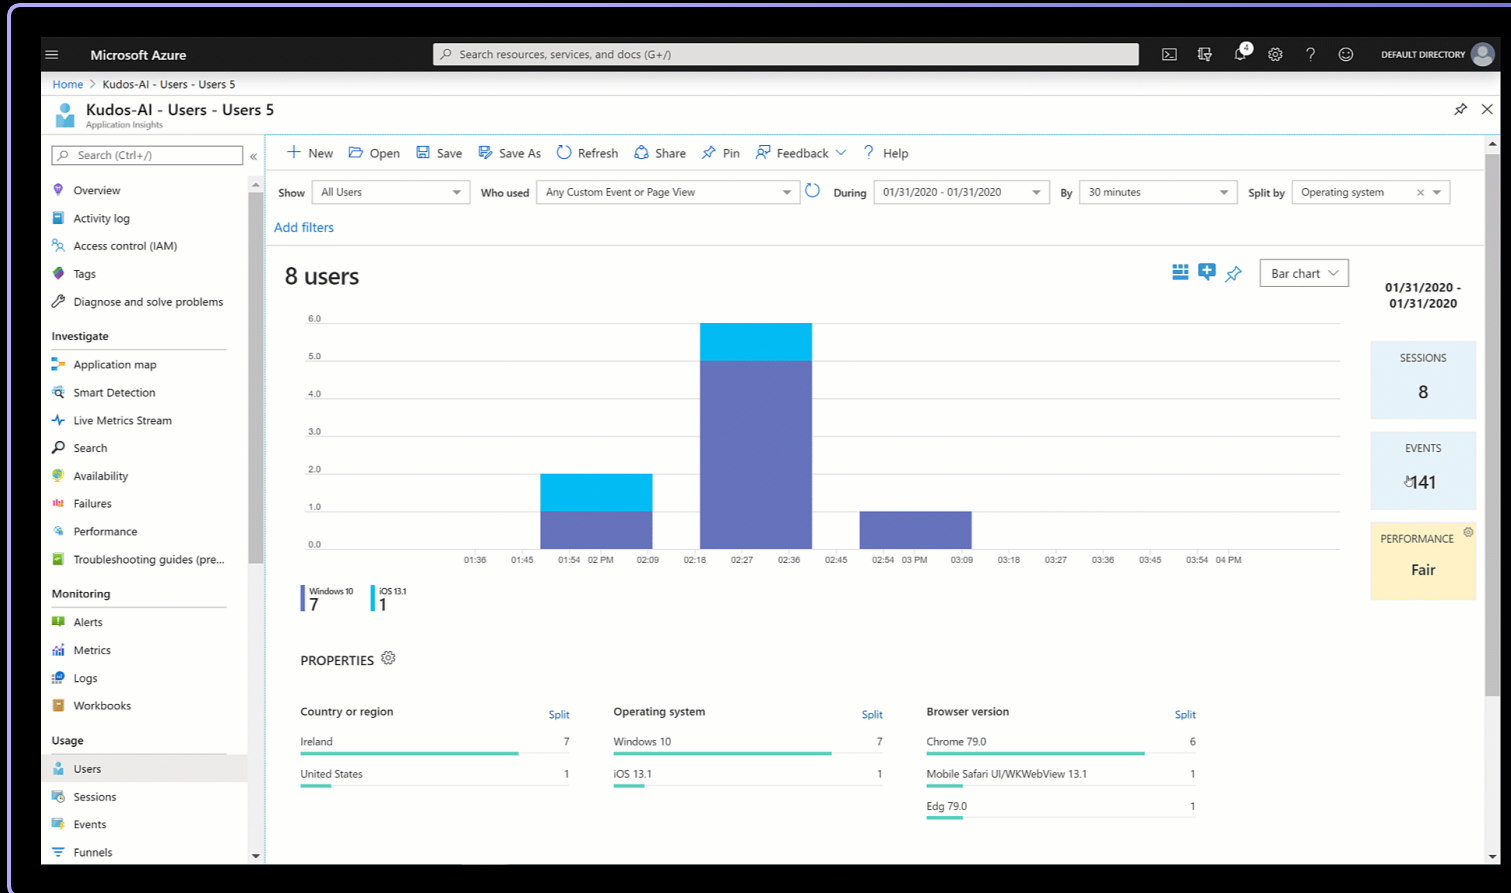 Microsoft Azure
Search resources, services, and docs (G+/)
4
DEFAULT DIRECTORY
Home > Kudos-AI - Users - Users 5
Kudos-AI - Users - Users 5
Application Insights
Search (Ctrl+/)
«
Overview
Activity log
Access control (IAM)
Tags
Diagnose and solve problems
Investigate
Application map
Smart Detection
Live Metrics Stream
Search
Availability
Failures
Performance
Troubleshooting guides (pre...
Monitoring
Alerts
Metrics
Logs
Workbooks
Usage
Users
Sessions
Events
Funnels
New Open Save Save As Refresh Share Pin Feedback ? Help
Show All Users Who used Any Custom Event or Page View During 01/31/2020 - 01/31/2020 By 30 minutes Split by Operating system
Add filters
8 users
Bar chart
6.0
5.0
4.0
3.0
2.0
1.0
0.0
01:36 01:45 01:54 02 PM 02:09 02:18 02:27 02:36 02:45 02:54 03 PM 03:09 03:18 03:27 03:36 03:45 03:54 04 PM
Windows 10
7
iOS 13.1
1
01/31/2020 -
01/31/2020
SESSIONS
8
EVENTS
141
PERFORMANCE
Fair
PROPERTIES
Country or region Split
Ireland 7
United States 1
Operating system Split
Windows 10 7
iOS 13.1 1
Browser version Split
Chrome 79.0 6
Mobile Safari UI/WKWebView 13.1 1
Edg 79.0 1